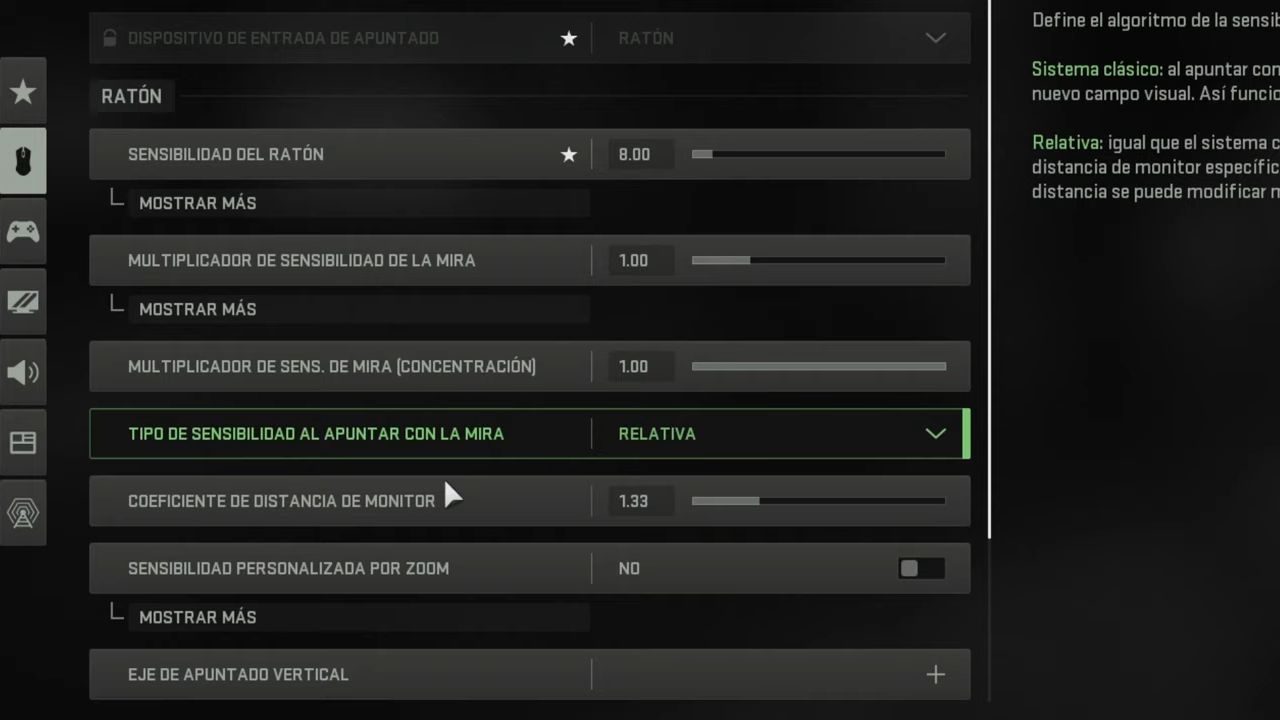 DISPOSITIVO DE ENTRADA DE APUNTADO RATÓN
RATÓN
SENSIBILIDAD DEL RATÓN 8.00
MOSTRAR MÁS
MULTIPLICADOR DE SENSIBILIDAD DE LA MIRA 1.00
MOSTRAR MÁS
MULTIPLICADOR DE SENS. DE MIRA (CONCENTRACIÓN) 1.00
TIPO DE SENSIBILIDAD AL APUNTAR CON LA MIRA RELATIVA
COEFICIENTE DE DISTANCIA DE MONITOR 1.33
SENSIBILIDAD PERSONALIZADA POR ZOOM NO
MOSTRAR MÁS
EJE DE APUNTADO VERTICAL
Define el algoritmo de la sensib
Sistema clásico: al apuntar con
nuevo campo visual. Así funcio
Relativa: igual que el sistema c
distancia de monitor específic
distancia se puede modificar m